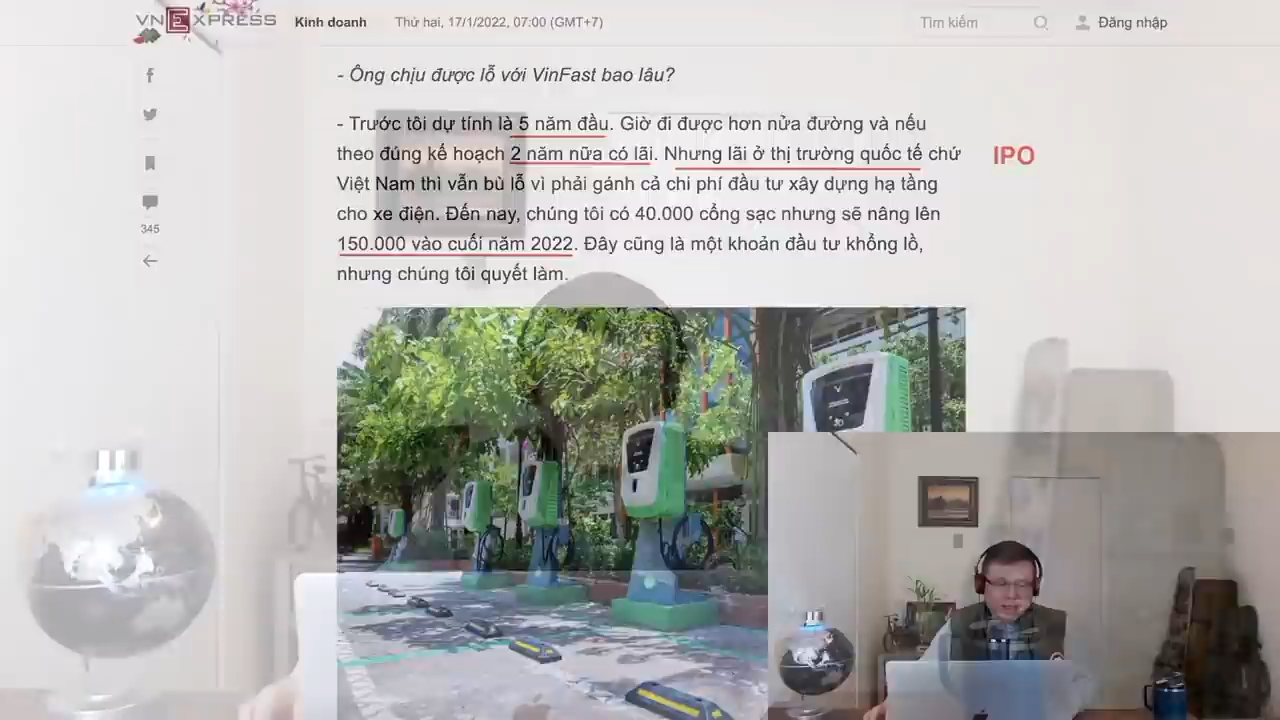 VNEXPRESS Kinh doanh Thứ hai, 17/1/2022, 07:00 (GMT+7) Tìm kiếm Đăng nhập
- Ông chịu được lỗ với VinFast bao lâu?
- Trước tôi dự tính là 5 năm đầu. Giờ đi được hơn nửa đường và nếu
theo đúng kế hoạch 2 năm nữa có lãi. Nhưng lãi ở thị trường quốc tế chứ
IPO
Việt Nam thì vẫn bù lỗ vì phải gánh cả chi phí đầu tư xây dựng hạ tầng
cho xe điện. Đến nay, chúng tôi có 40.000 cổng sạc nhưng sẽ nâng lên
345
150.000 vào cuối năm 2022. Đây cũng là một khoản đầu tư khổng lồ,
nhưng chúng tôi quyết làm.